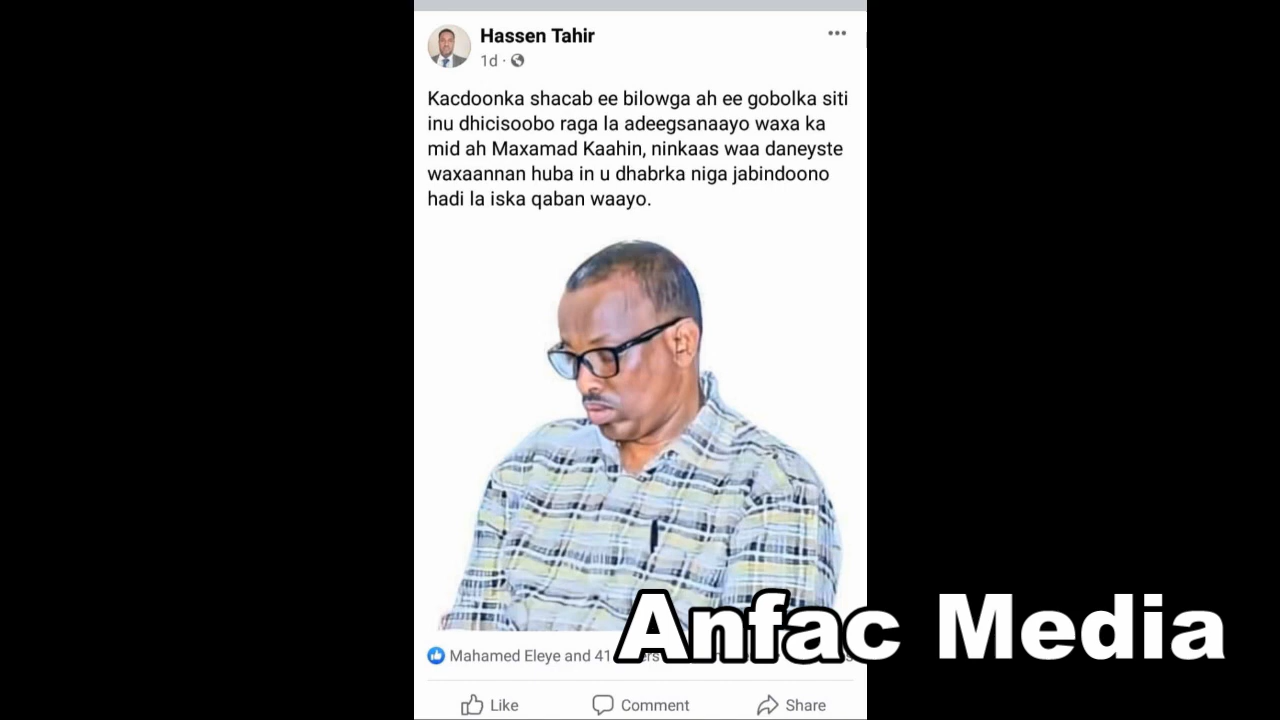 Hassen Tahir
1d
Kacdoonka shacab ee bilowga ah ee gobolka siti
inu dhicisoobo raga la adeegsanaayo waxa ka
mid ah Maxamad Kaahin, ninkaas waa daneyste
waxaannan huba in u dhabrka niga jabindoono
hadi la iska qaban waayo.
Anfac Media
Mahamed Eleye and 41
Like Comment Share